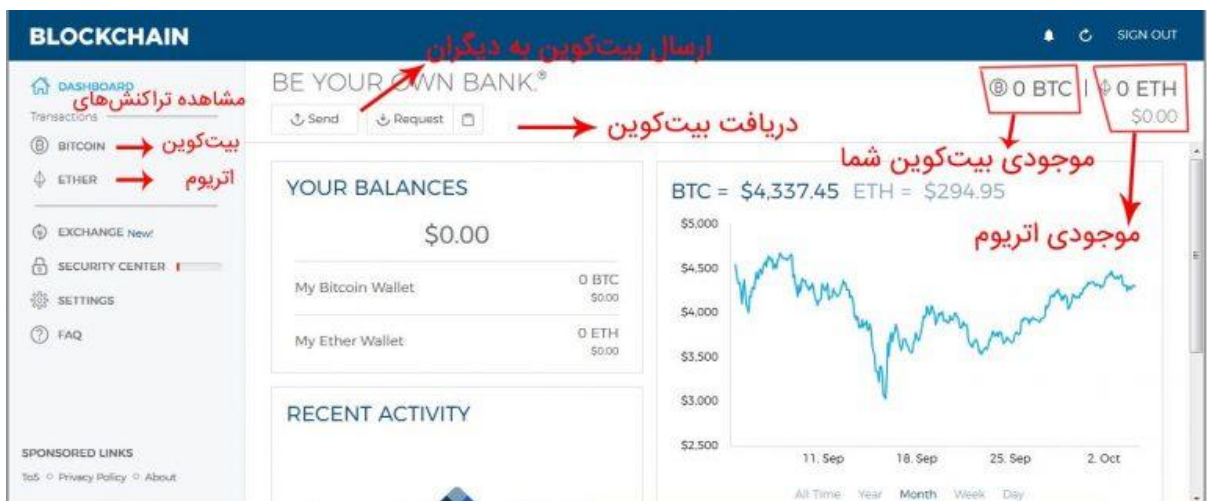 BLOCKCHAIN
SIGN OUT
ارسال بیت‌کوین به دیگران
DASHBOARD
مشاهده تراکنش‌های
Transactions
BITCOIN
بیت‌کوین
ETHER
اتریوم
EXCHANGE New!
SECURITY CENTER
SETTINGS
FAQ
SPONSORED LINKS
ToS Privacy Policy About
BE YOUR OWN BANK.®
Send Request
دریافت بیت‌کوین
0 BTC | 0 ETH
$0.00
موجودی بیت‌کوین شما
موجودی اتریوم
YOUR BALANCES
$0.00
My Bitcoin Wallet 0 BTC
$0.00
My Ether Wallet 0 ETH
$0.00
RECENT ACTIVITY
BTC = $4,337.45 ETH = $294.95
$5,000
$4,500
$4,000
$3,500
$3,000
$2,500
11. Sep 18. Sep 25. Sep 2. Oct
All Time Year Month Week Day